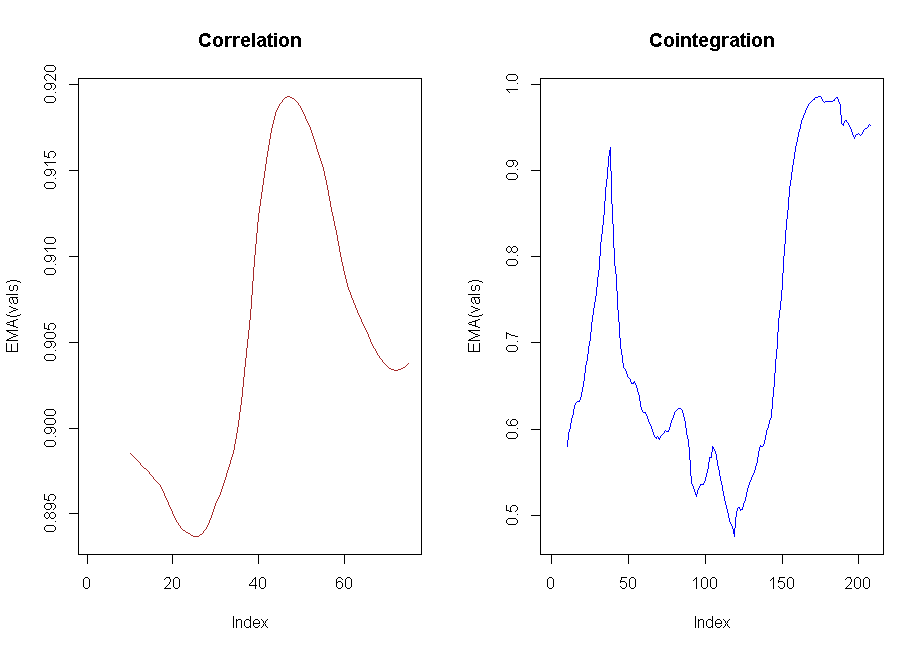 Correlation
EMA(vals)
0.920
0.915
0.910
0.905
0.900
0.895
0 20 40 60
Index
Cointegration
EMA(vals)
1.0
0.9
0.8
0.7
0.6
0.5
0 50 100 150 200
Index